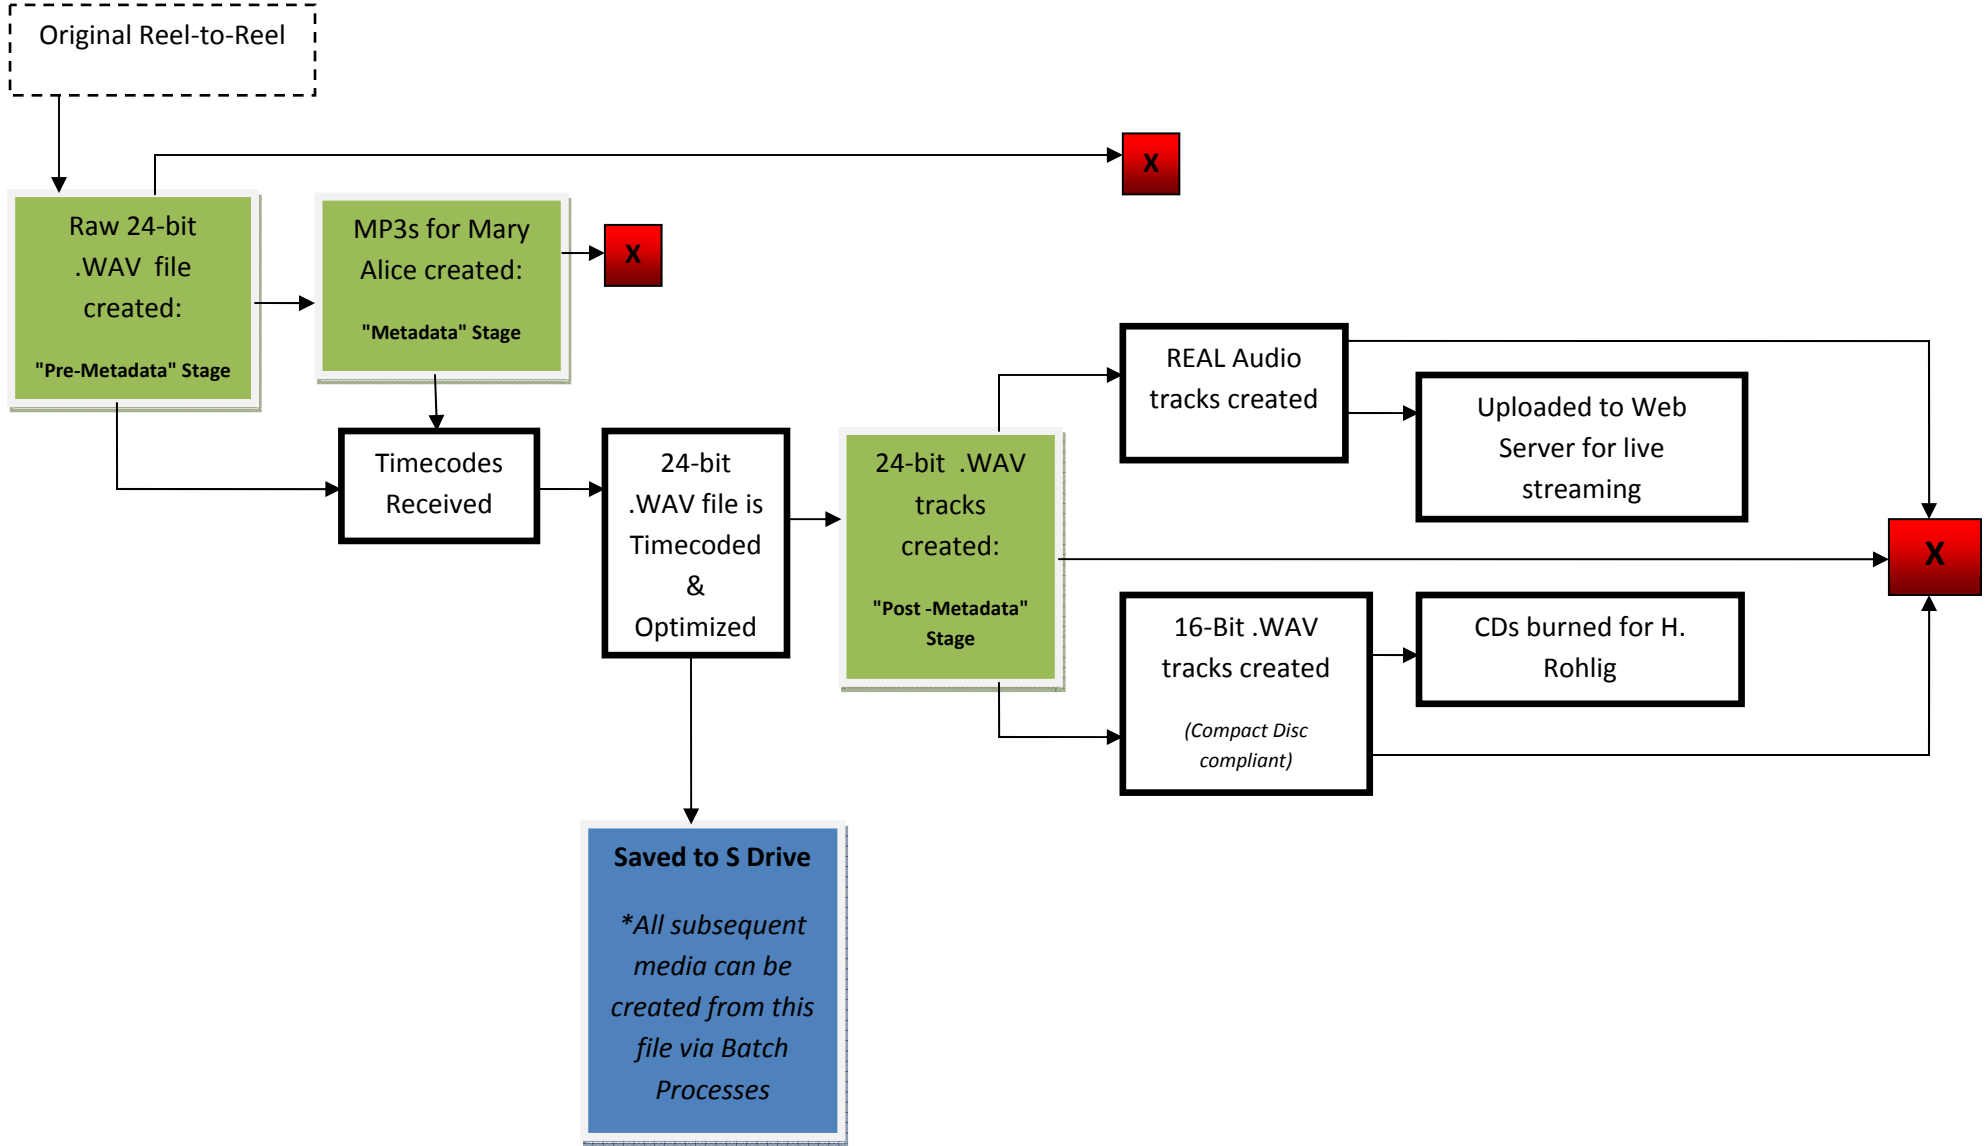 Original Reel-to-Reel
X
Raw 24-bit
.WAV file
created:
"Pre-Metadata" Stage
MP3s for Mary
Alice created:
"Metadata" Stage
X
Timecodes
Received
24-bit
.WAV file is
Timecoded
&
Optimized
24-bit .WAV
tracks
created:
"Post -Metadata"
Stage
REAL Audio
tracks created
Uploaded to Web
Server for live
streaming
X
16-Bit .WAV
tracks created
(Compact Disc
compliant)
CDs burned for H.
Rohlig
Saved to S Drive
*All subsequent
media can be
created from this
file via Batch
Processes